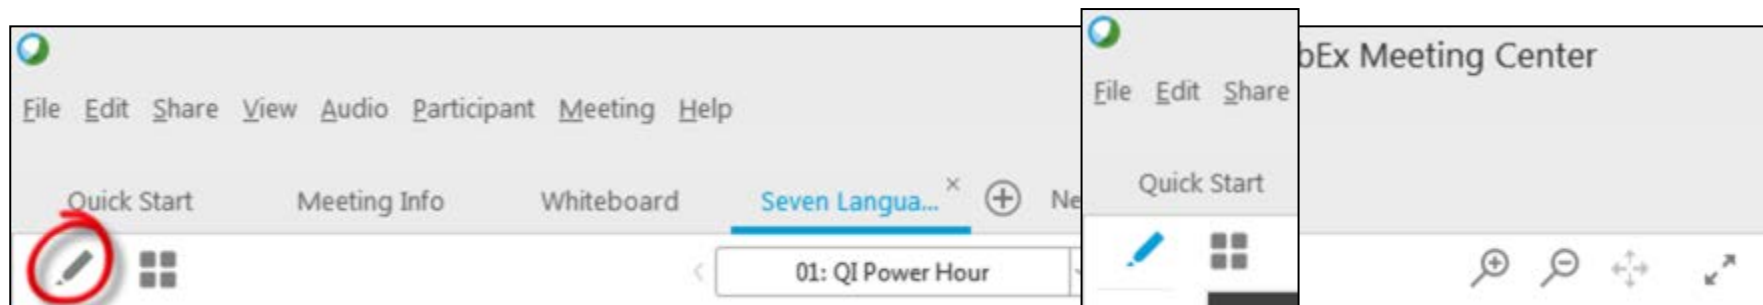 bEx Meeting Center
File Edit Share View Audio Participant Meeting Help
Quick Start Meeting Info Whiteboard Seven Langua... × Ne
01: QI Power Hour
File Edit Share
Quick Start